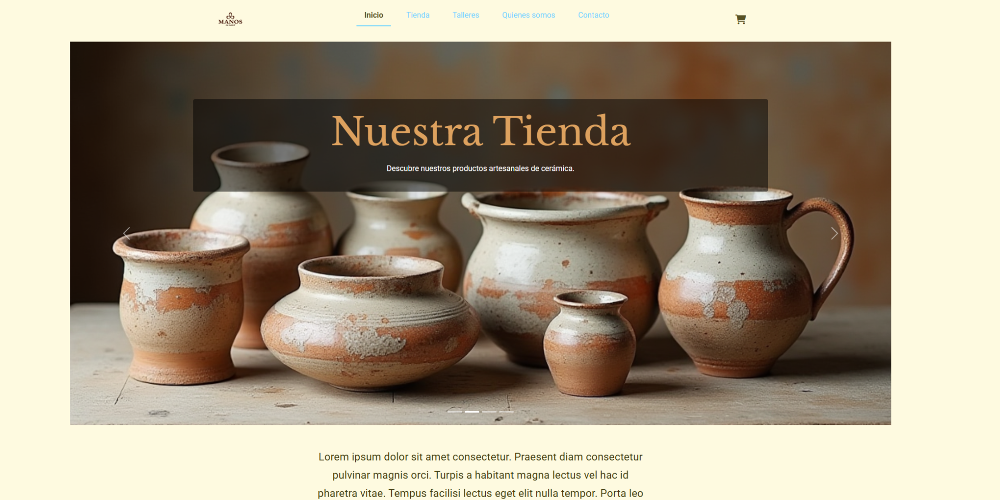 MANOS
Inicio
Tienda
Talleres
Quienes somos
Contacto
Nuestra Tienda
Descubre nuestros productos artesanales de cerámica.
Lorem ipsum dolor sit amet consectetur. Praesent diam consectetur
pulvinar magnis orci. Turpis a habitant magna lectus vel hac id
pharetra vitae. Tempus facilisi lectus eget elit nulla tempor. Porta leo